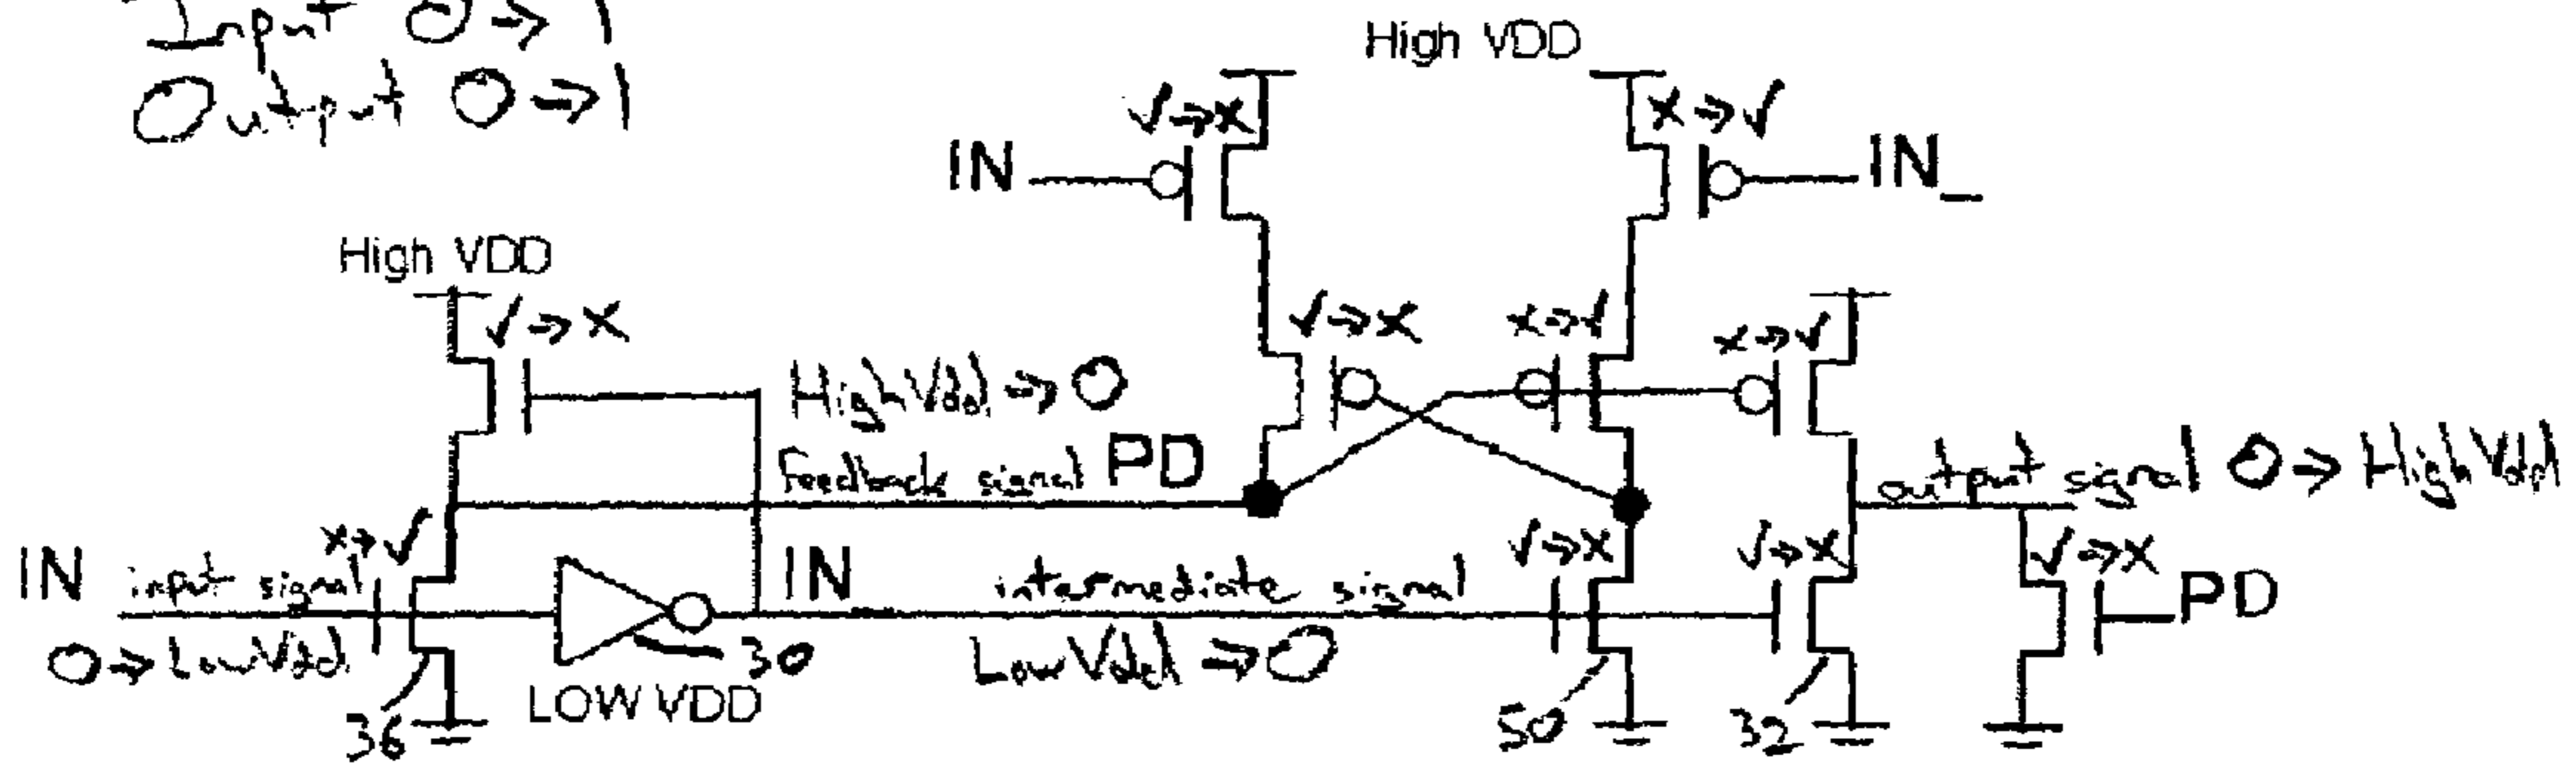 Input 0→1
Output 0→1
High VDD
✓→x
x→✓
IN
IN_
High VDD
✓→x
✓→x
x→✓
x→✓
High Vdd→0
feedback signal PD
output signal 0→High Vdd
x→✓
✓→x
✓→x
✓→x
IN input signal
IN_
intermediate signal
PD
0→Low Vdd
30
Low Vdd→0
LOW VDD
36
50
32